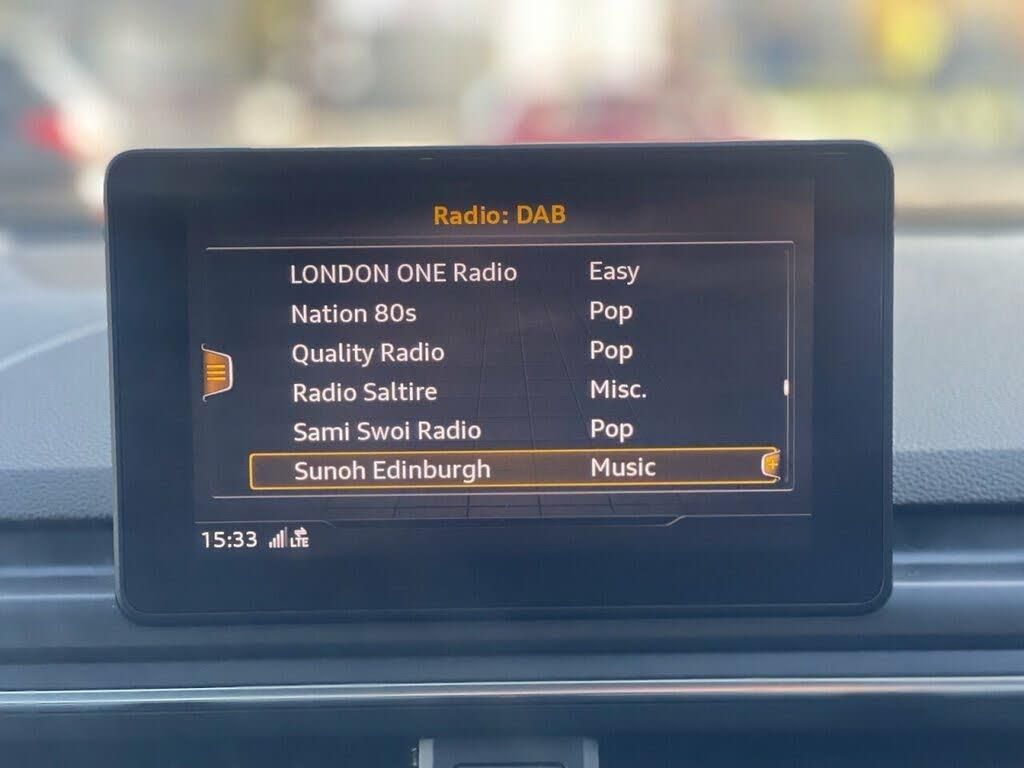 Radio: DAB
LONDON ONE Radio Easy
Nation 80s Pop
Quality Radio Pop
Radio Saltire Misc.
Sami Swoi Radio Pop
Sunoh Edinburgh Music
15:33 LTE